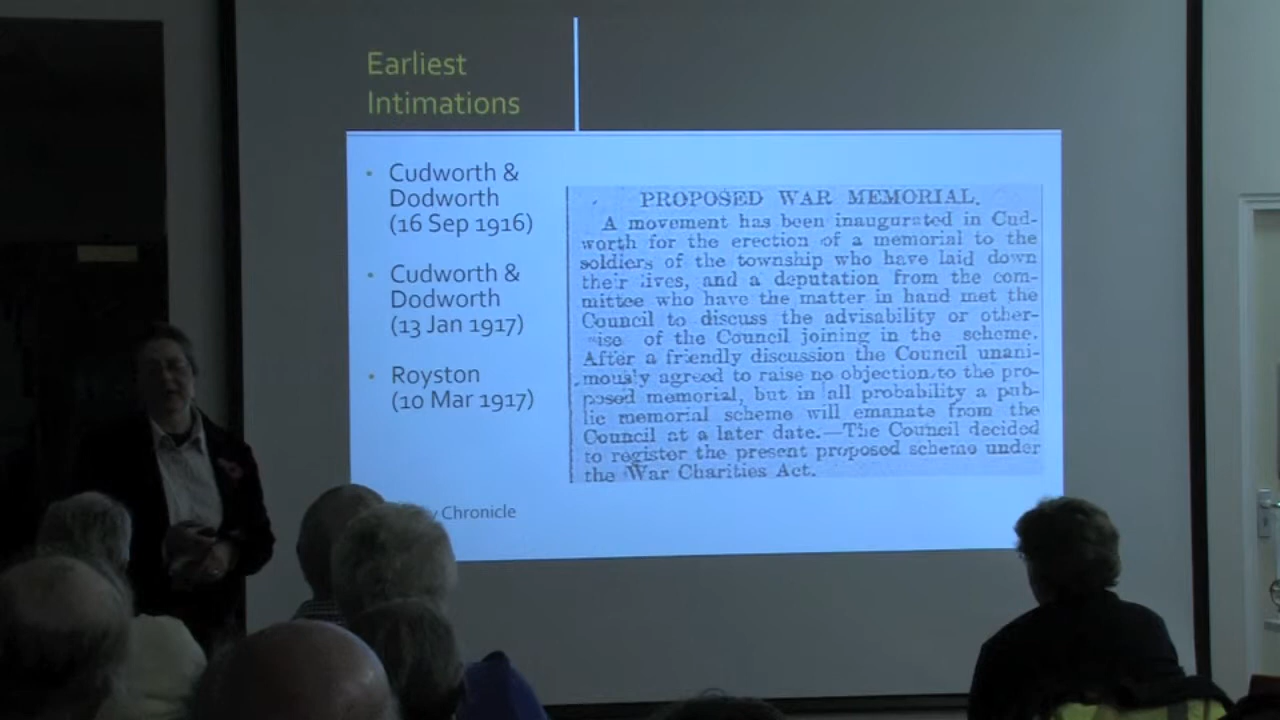 Earliest
Intimations
• Cudworth &
Dodworth
(16 Sep 1916)
• Cudworth &
Dodworth
(13 Jan 1917)
• Royston
(10 Mar 1917)
y Chronicle
PROPOSED WAR MEMORIAL.
A movement has been inaugurated in Cud-
worth for the erection of a memorial to the
soldiers of the township who have laid down
their lives, and a deputation from the com-
mittee who have the matter in hand met the
Council to discuss the advisability or other-
wise of the Council joining in the scheme.
After a friendly discussion the Council unani-
mously agreed to raise no objection to the pro-
posed memorial, but in all probability a pub-
lic memorial scheme will emanate from the
Council at a later date.—The Council decided
to register the present proposed scheme under
the War Charities Act.